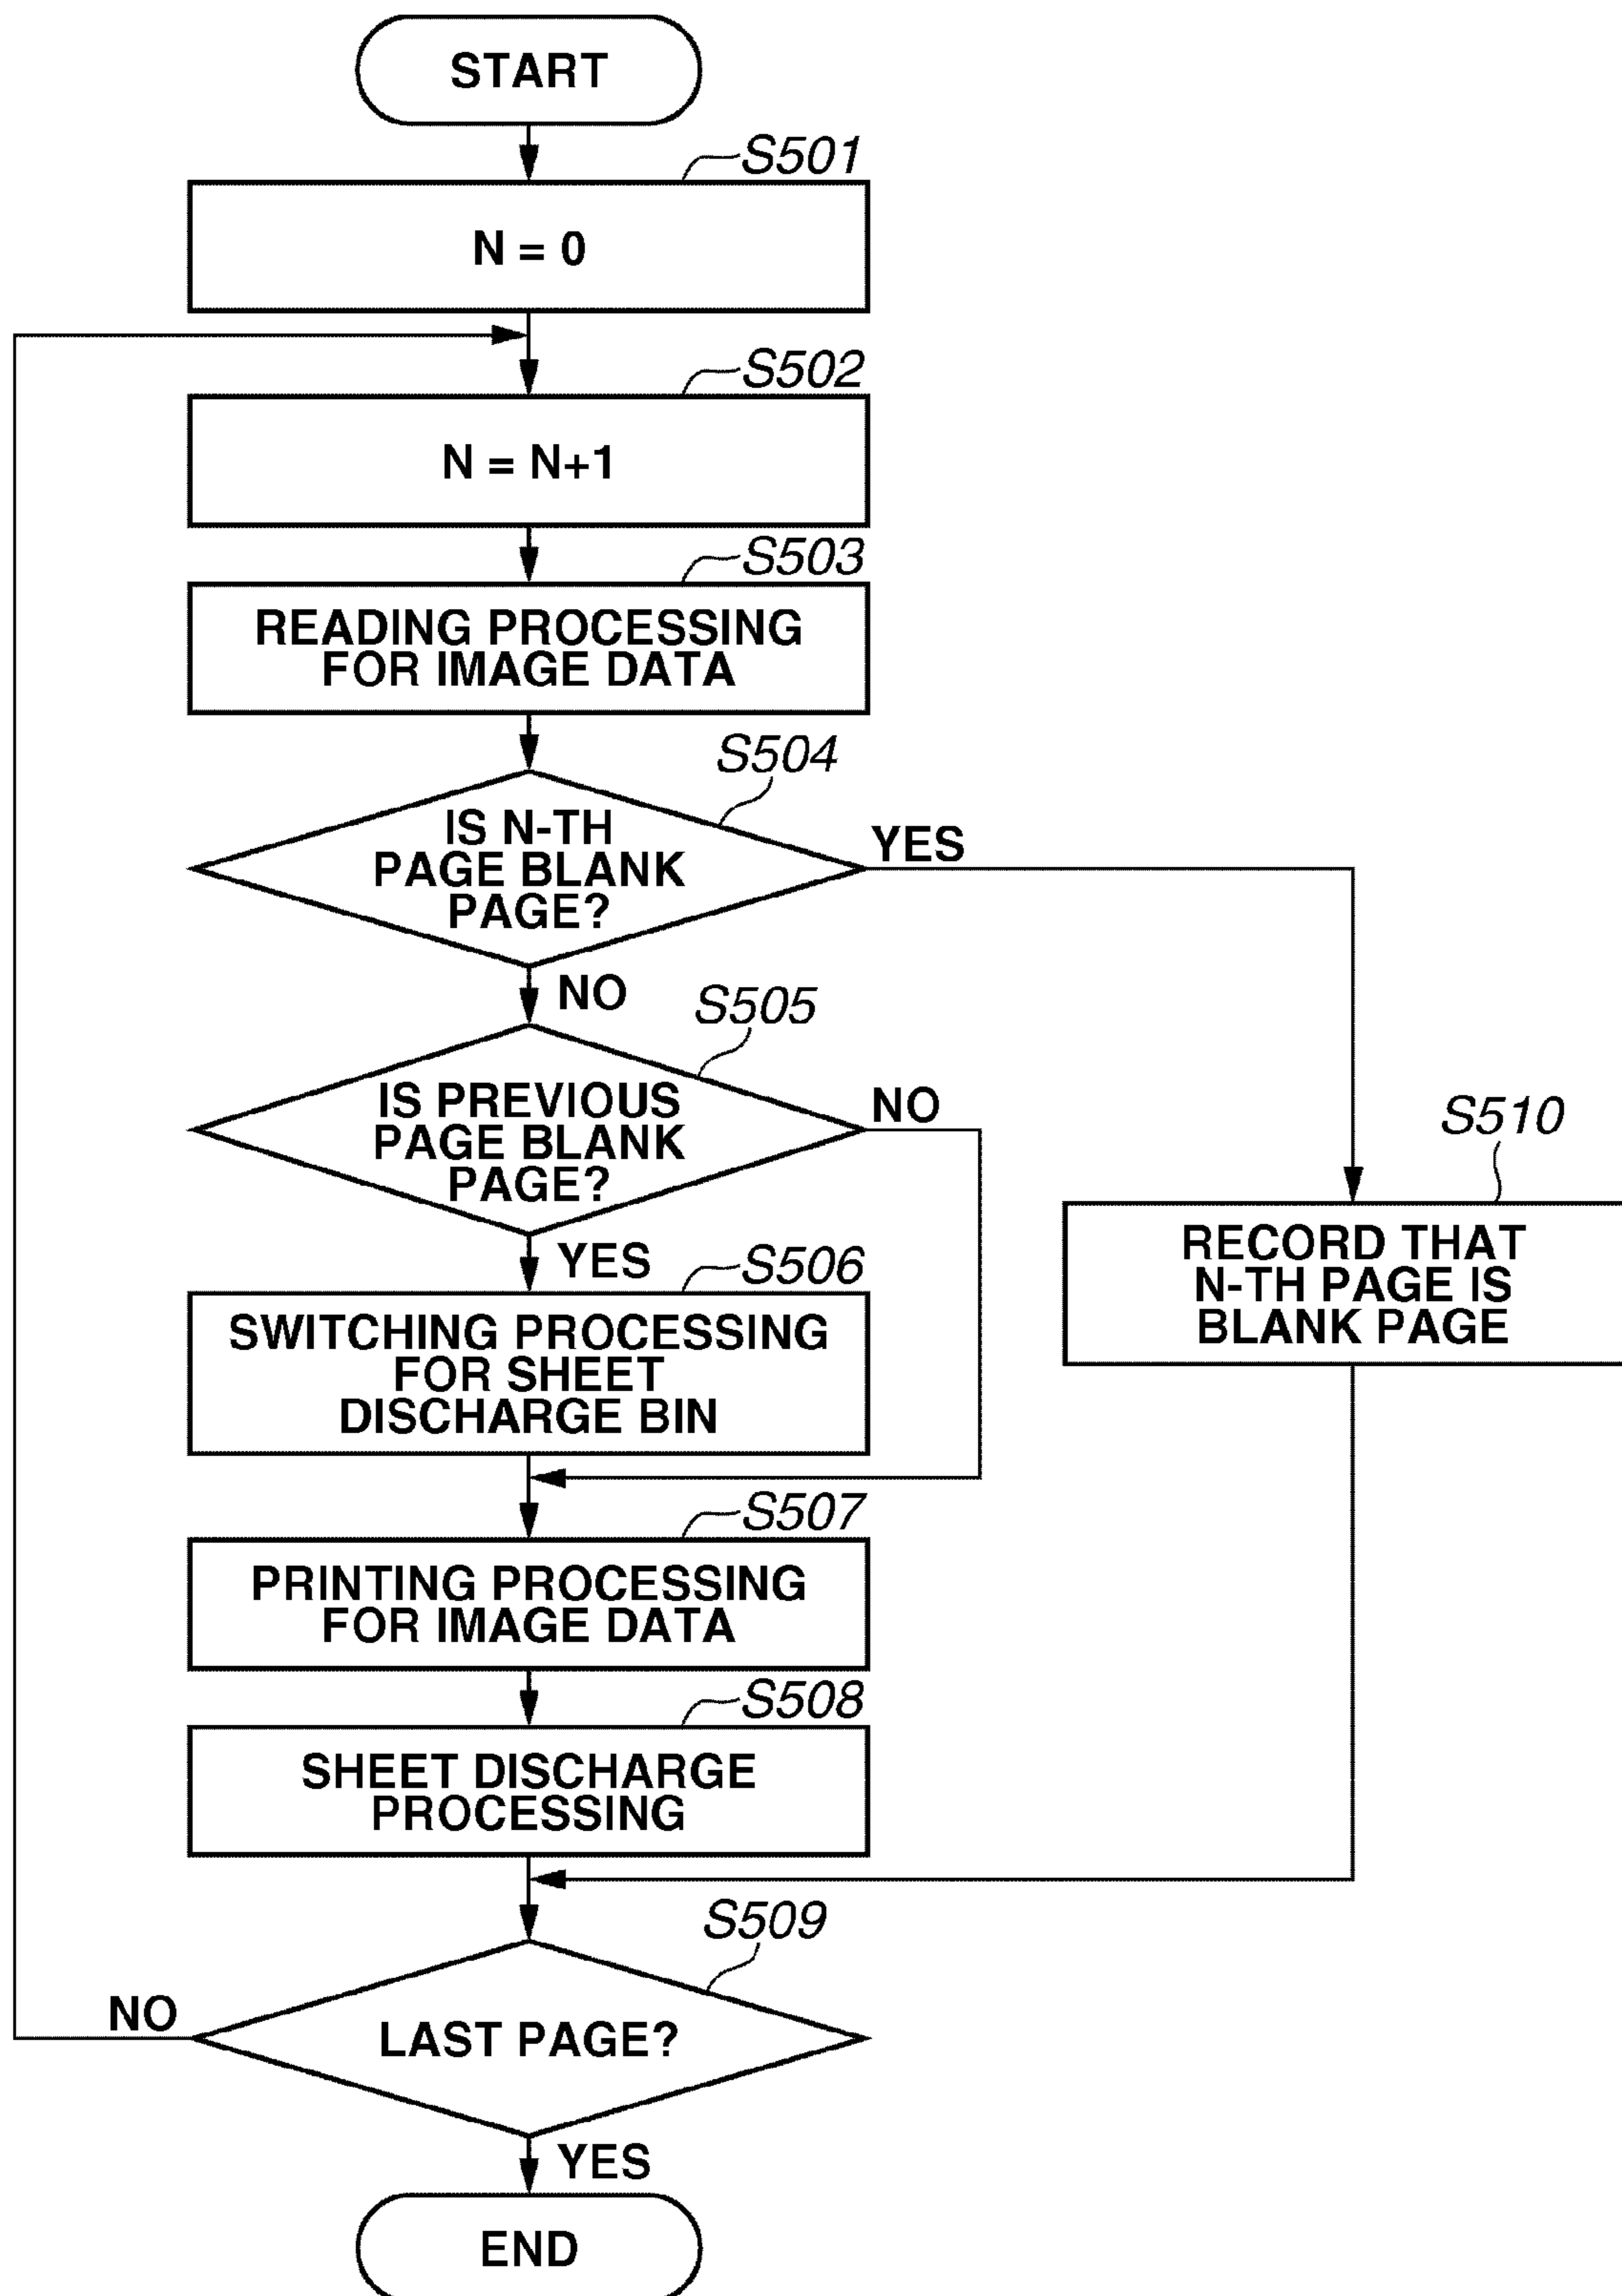 START
S501
N = 0
S502
N = N+1
S503
READING PROCESSING
FOR IMAGE DATA
S504
IS N-TH
PAGE BLANK
PAGE?
YES
NO
S505
IS PREVIOUS
PAGE BLANK
PAGE?
NO
YES
S510
RECORD THAT
N-TH PAGE IS
BLANK PAGE
S506
SWITCHING PROCESSING
FOR SHEET
DISCHARGE BIN
S507
PRINTING PROCESSING
FOR IMAGE DATA
S508
SHEET DISCHARGE
PROCESSING
S509
LAST PAGE?
NO
YES
END